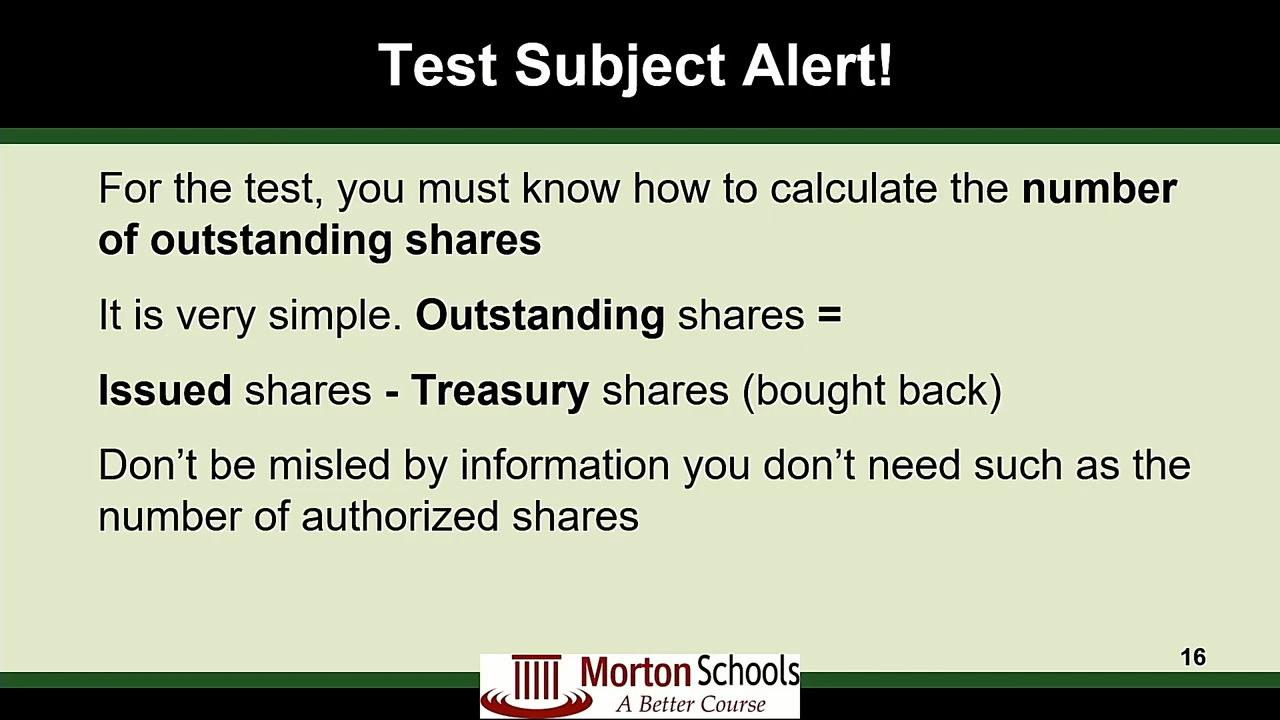 Test Subject Alert!
For the test, you must know how to calculate the number
of outstanding shares
It is very simple. Outstanding shares =
Issued shares - Treasury shares (bought back)
Don’t be misled by information you don’t need such as the
number of authorized shares
16
Morton Schools
A Better Course